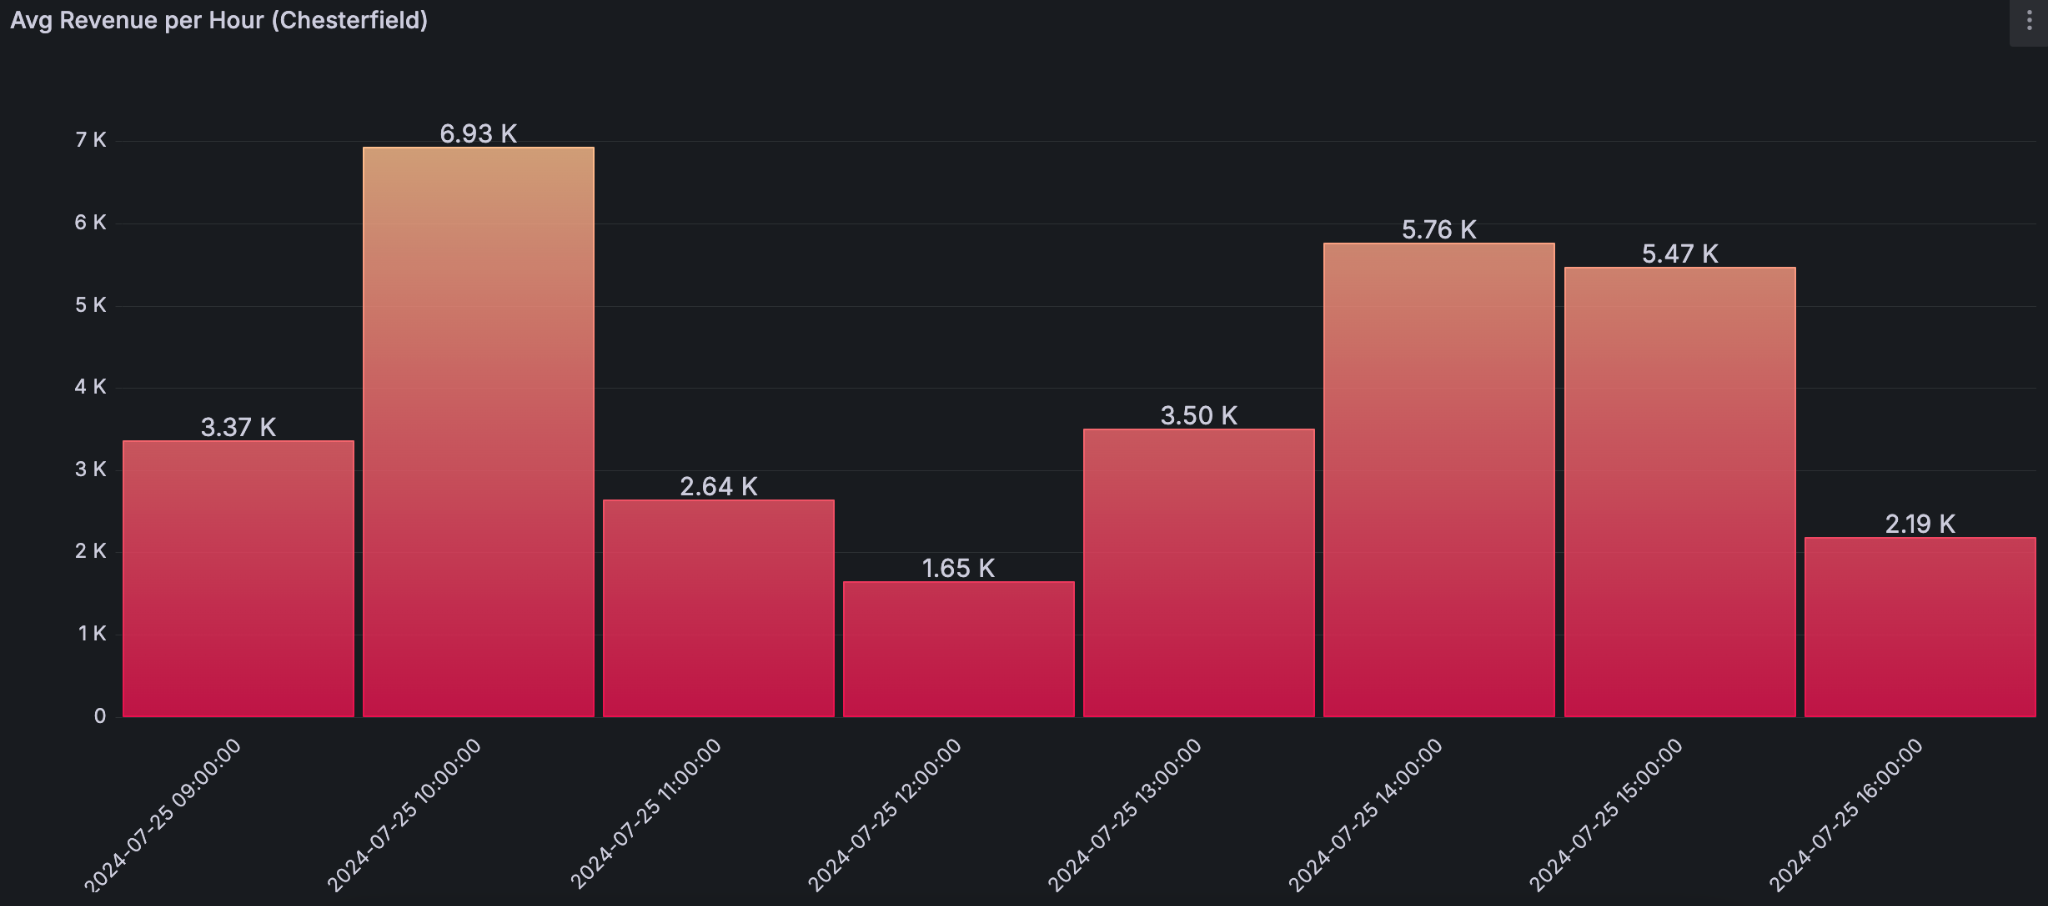 Avg Revenue per Hour (Chesterfield)
7 K
6 K
5 K
4 K
3 K
2 K
1 K
0
3.37 K
6.93 K
2.64 K
1.65 K
3.50 K
5.76 K
5.47 K
2.19 K
2024-07-25 09:00:00
2024-07-25 10:00:00
2024-07-25 11:00:00
2024-07-25 12:00:00
2024-07-25 13:00:00
2024-07-25 14:00:00
2024-07-25 15:00:00
2024-07-25 16:00:00